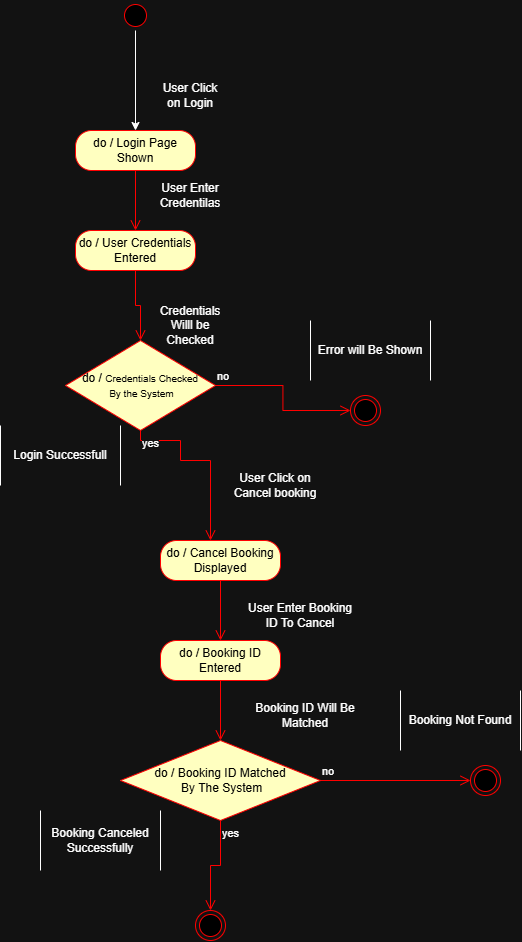 User Click
on Login
do / Login Page
Shown
User Enter
Credentilas
do / User Credentials
Entered
Credentials
Willl be
Checked
Error will Be Shown
do / Credentials Checked
By the System
no
yes
Login Successfull
User Click on
Cancel booking
do / Cancel Booking
Displayed
User Enter Booking
ID To Cancel
do / Booking ID
Entered
Booking ID Will Be
Matched
Booking Not Found
do / Booking ID Matched
By The System
no
yes
Booking Canceled
Successfully